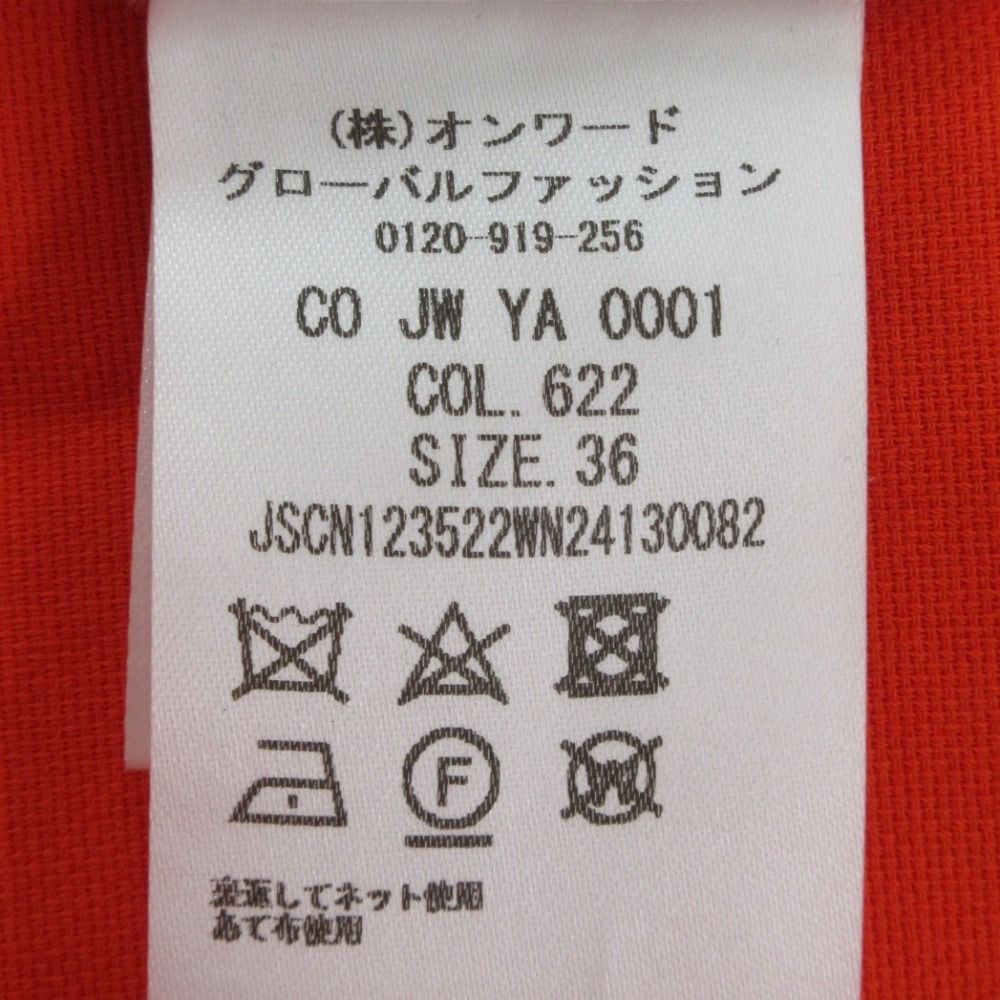 (株)オンワード
グローバルファッション
0120-919-256
CO JW YA 0001
COL. 622
SIZE. 36
JSCN123522WN24130082
F
W
裏返してネット使用
あて布使用